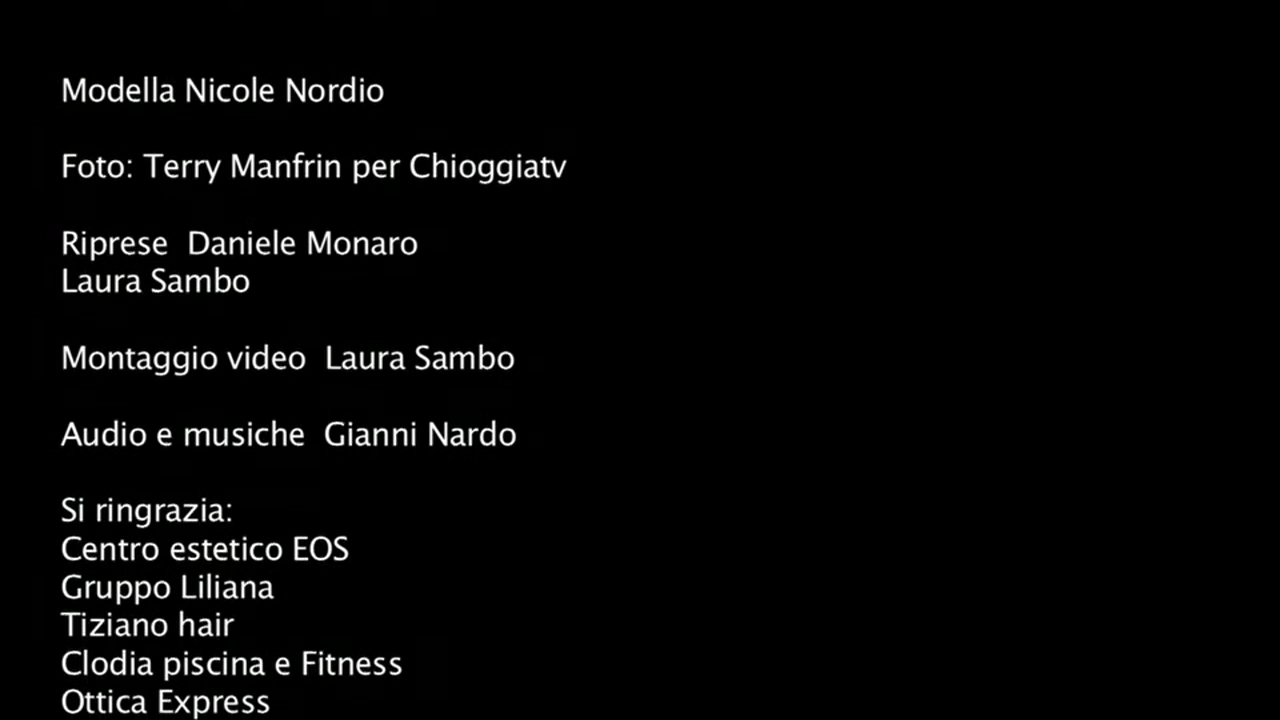 Modella Nicole Nordio
Foto: Terry Manfrin per Chioggiatv
Riprese  Daniele Monaro
Laura Sambo
Montaggio video  Laura Sambo
Audio e musiche  Gianni Nardo
Si ringrazia:
Centro estetico EOS
Gruppo Liliana
Tiziano hair
Clodia piscina e Fitness
Ottica Express